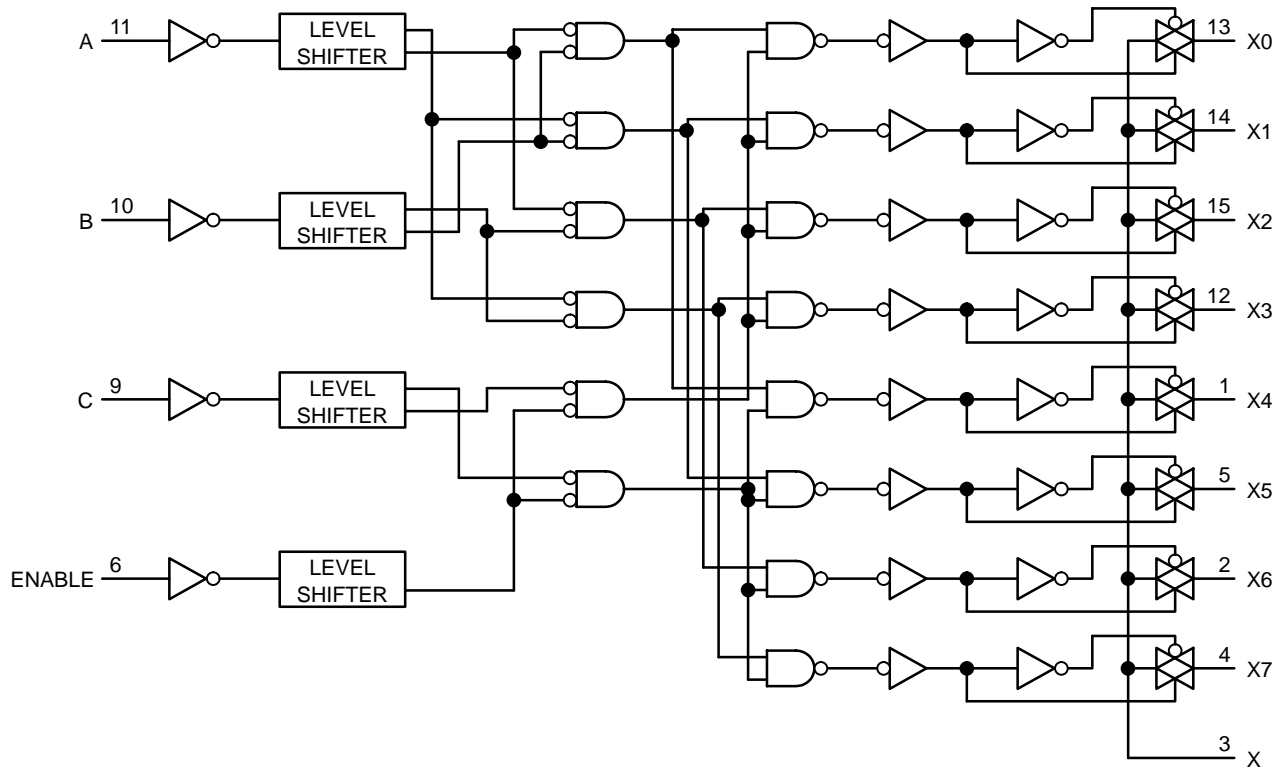 A 11 LEVEL SHIFTER 13 X0
14 X1
B 10 LEVEL SHIFTER 15 X2
12 X3
C 9 LEVEL SHIFTER 1 X4
5 X5
ENABLE 6 LEVEL SHIFTER 2 X6
4 X7
3 X